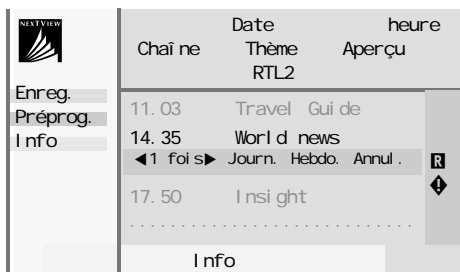 NEXTVIEW
Date heure
Chaîne Thème Aperçu
RTL2
Enreg.
Préprog.
Info
11.03 Travel Guide
14.35 World news
◀1 fois▶ Journ. Hebdo. Annul. R
17.50 Insight
............................
Info